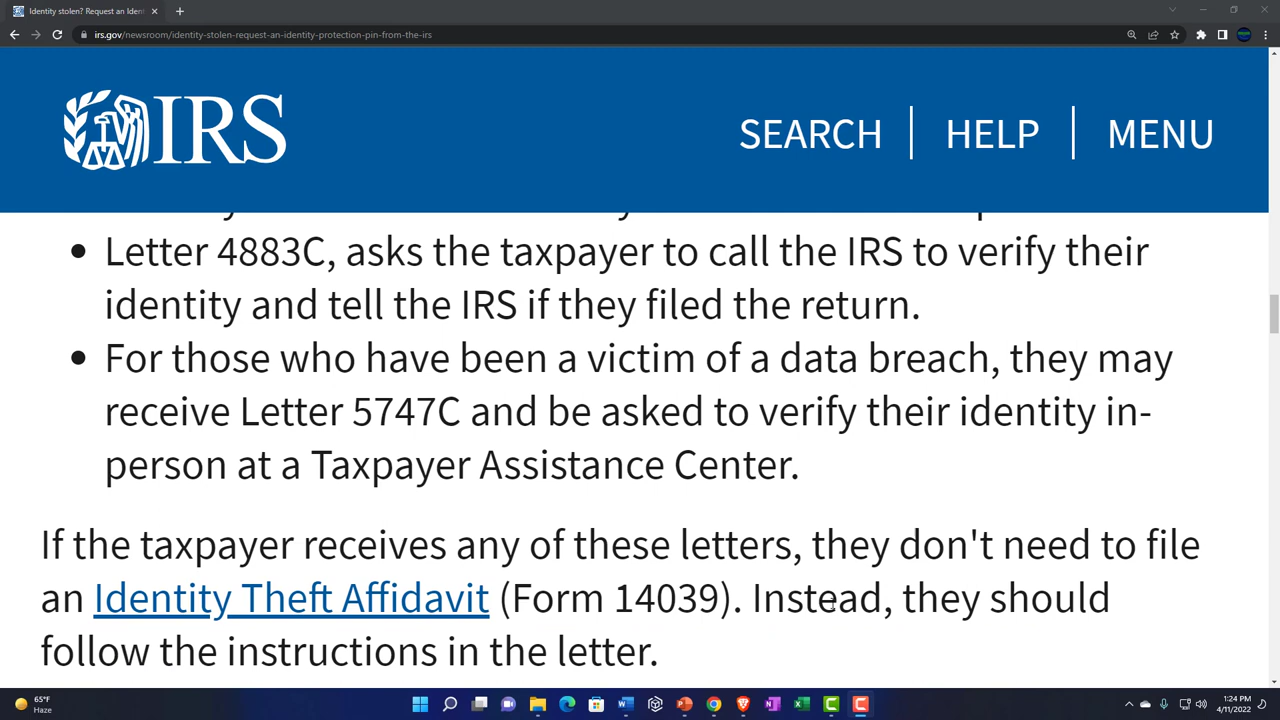 Identity stolen? Request an Iden
irs.gov/newsroom/identity-stolen-request-an-identity-protection-pin-from-the-irs
IRS
SEARCH
HELP
MENU
Letter 4883C, asks the taxpayer to call the IRS to verify their
identity and tell the IRS if they filed the return.
For those who have been a victim of a data breach, they may
receive Letter 5747C and be asked to verify their identity in-
person at a Taxpayer Assistance Center.
If the taxpayer receives any of these letters, they don't need to file
an Identity Theft Affidavit (Form 14039). Instead, they should
follow the instructions in the letter.
65°F
Haze
1:24 PM
4/11/2022